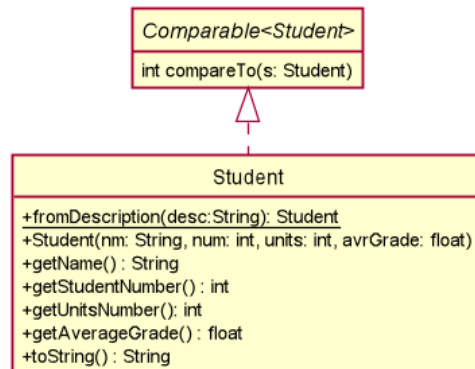 Comparable<Student>
int compareTo(s: Student)
Student
+fromDescription(desc:String): Student
+Student(nm: String, num: int, units: int, avrGrade: float)
+getName() : String
+getStudentNumber() : int
+getUnitsNumber(): int
+getAverageGrade() : float
+toString() : String